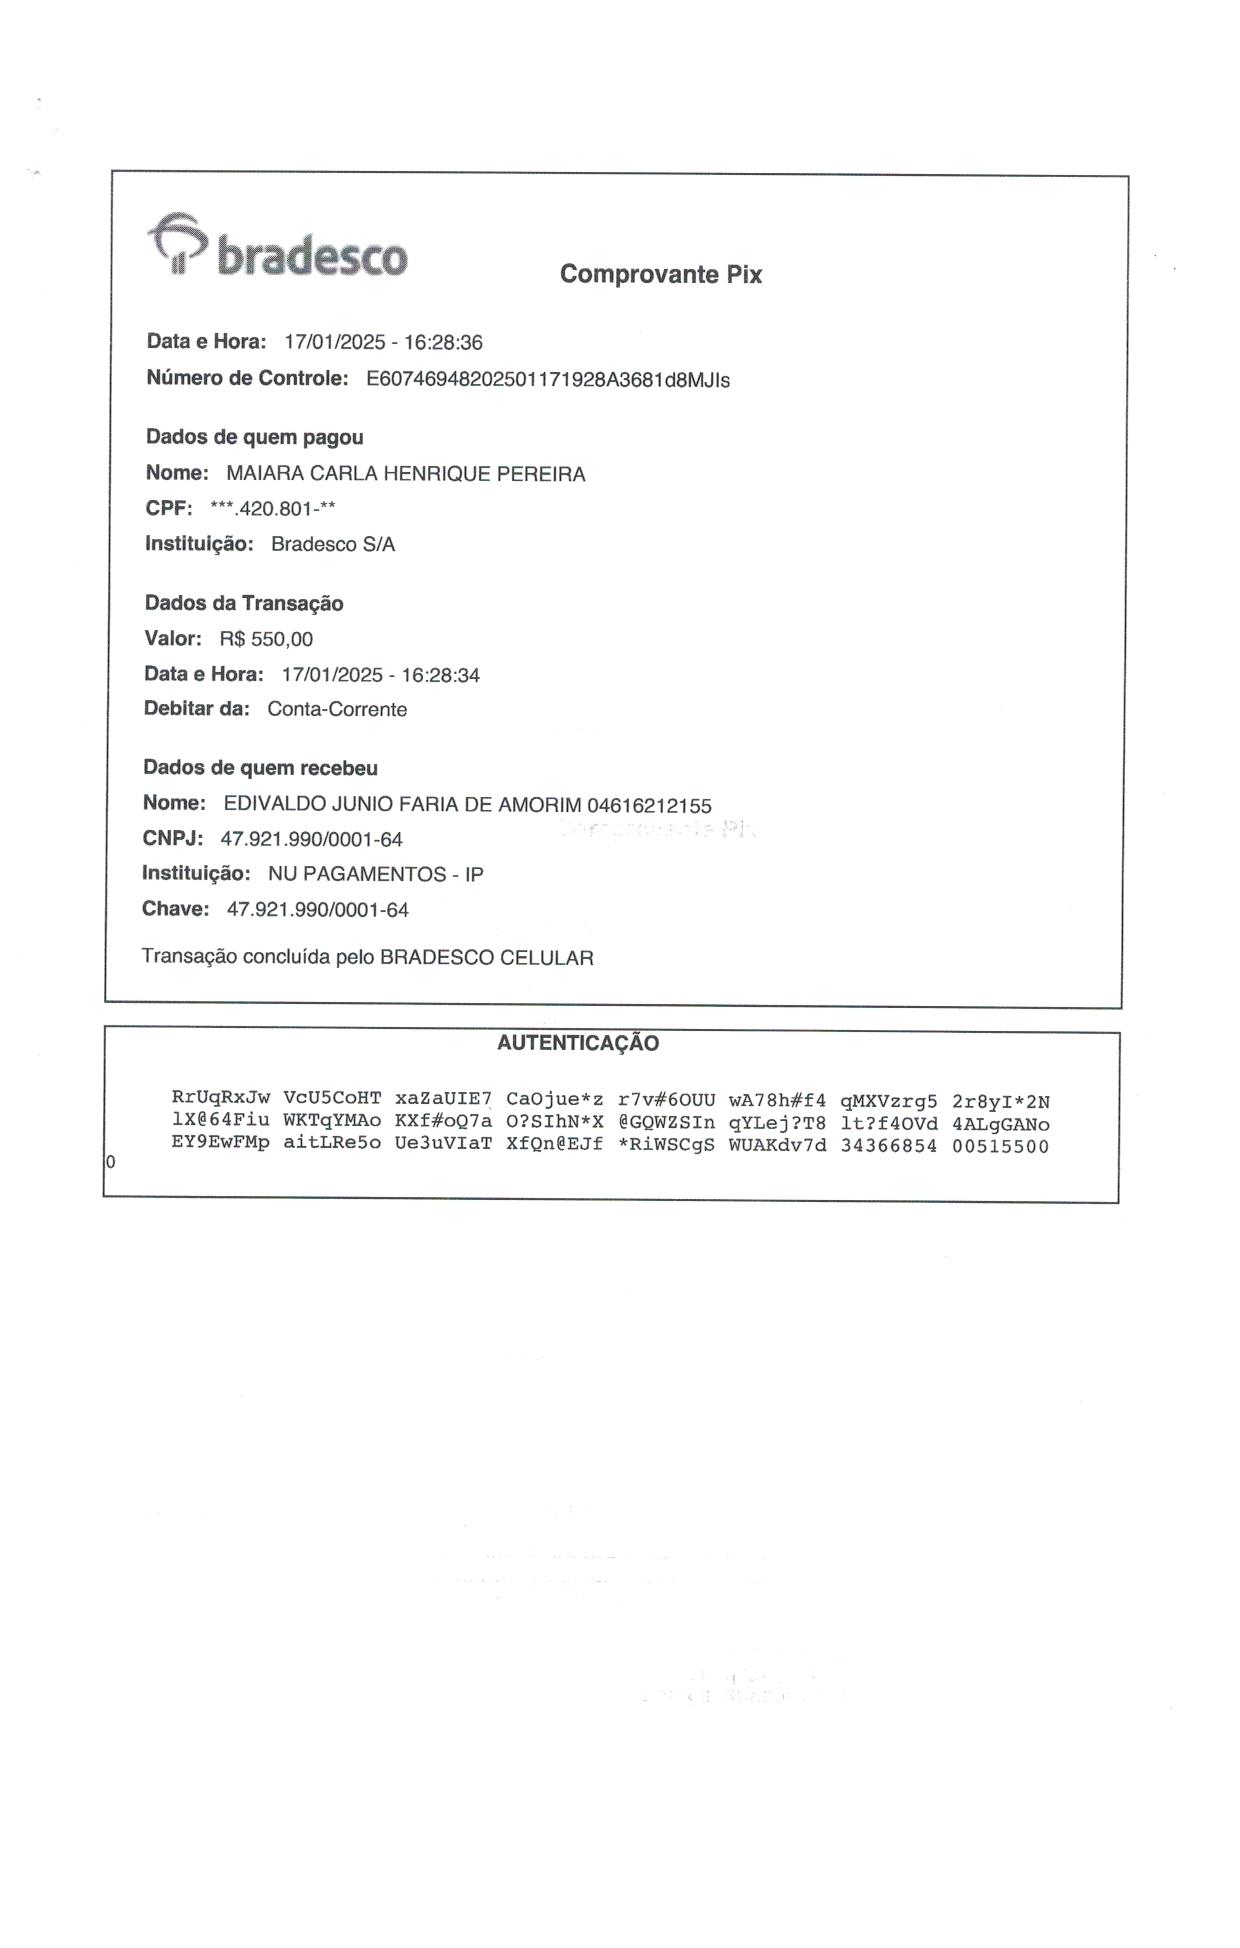 bradesco
Comprovante Pix
Data e Hora: 17/01/2025 - 16:28:36
Número de Controle: E60746948202501171928A3681d8MJIs
Dados de quem pagou
Nome: MAIARA CARLA HENRIQUE PEREIRA
CPF: ***.420.801-**
Instituição: Bradesco S/A
Dados da Transação
Valor: R$ 550,00
Data e Hora: 17/01/2025 - 16:28:34
Debitar da: Conta-Corrente
Dados de quem recebeu
Nome: EDIVALDO JUNIO FARIA DE AMORIM 04616212155
CNPJ: 47.921.990/0001-64
Instituição: NU PAGAMENTOS - IP
Chave: 47.921.990/0001-64
Transação concluída pelo BRADESCO CELULAR
AUTENTICAÇÃO
RrUqRxJw VcU5CoHT xaZaUIE7 CaOjue*z r7v#6OUU wA78h#f4 qMXVzrg5 2r8yI*2N
lX@64Fiu WKTqYMAo KXf#oQ7a O?SIhN*X @GQWZSIn qYLej?T8 lt?f4OVd 4ALgGANo
EY9EwFMp aitLRe5o Ue3uVIaT XfQn@EJf *RiWSCgS WUAKdv7d 34366854 00515500
0